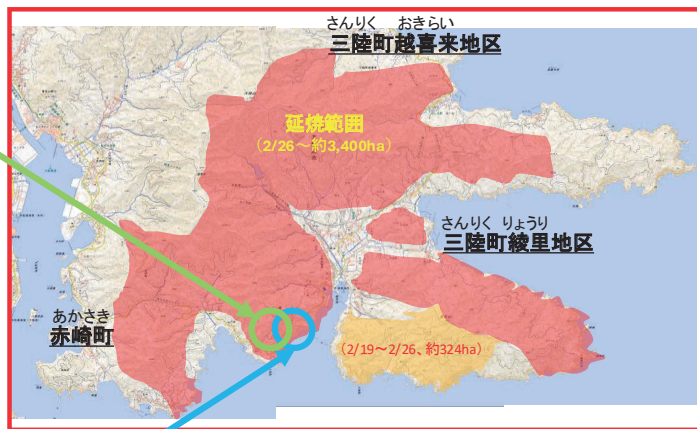 さんりく おきらい
三陸町越喜来地区
延焼範囲
(2/26～約3,400ha)
さんりく りょうり
三陸町綾里地区
あかさき
赤崎町
(2/19～2/26、約324ha)